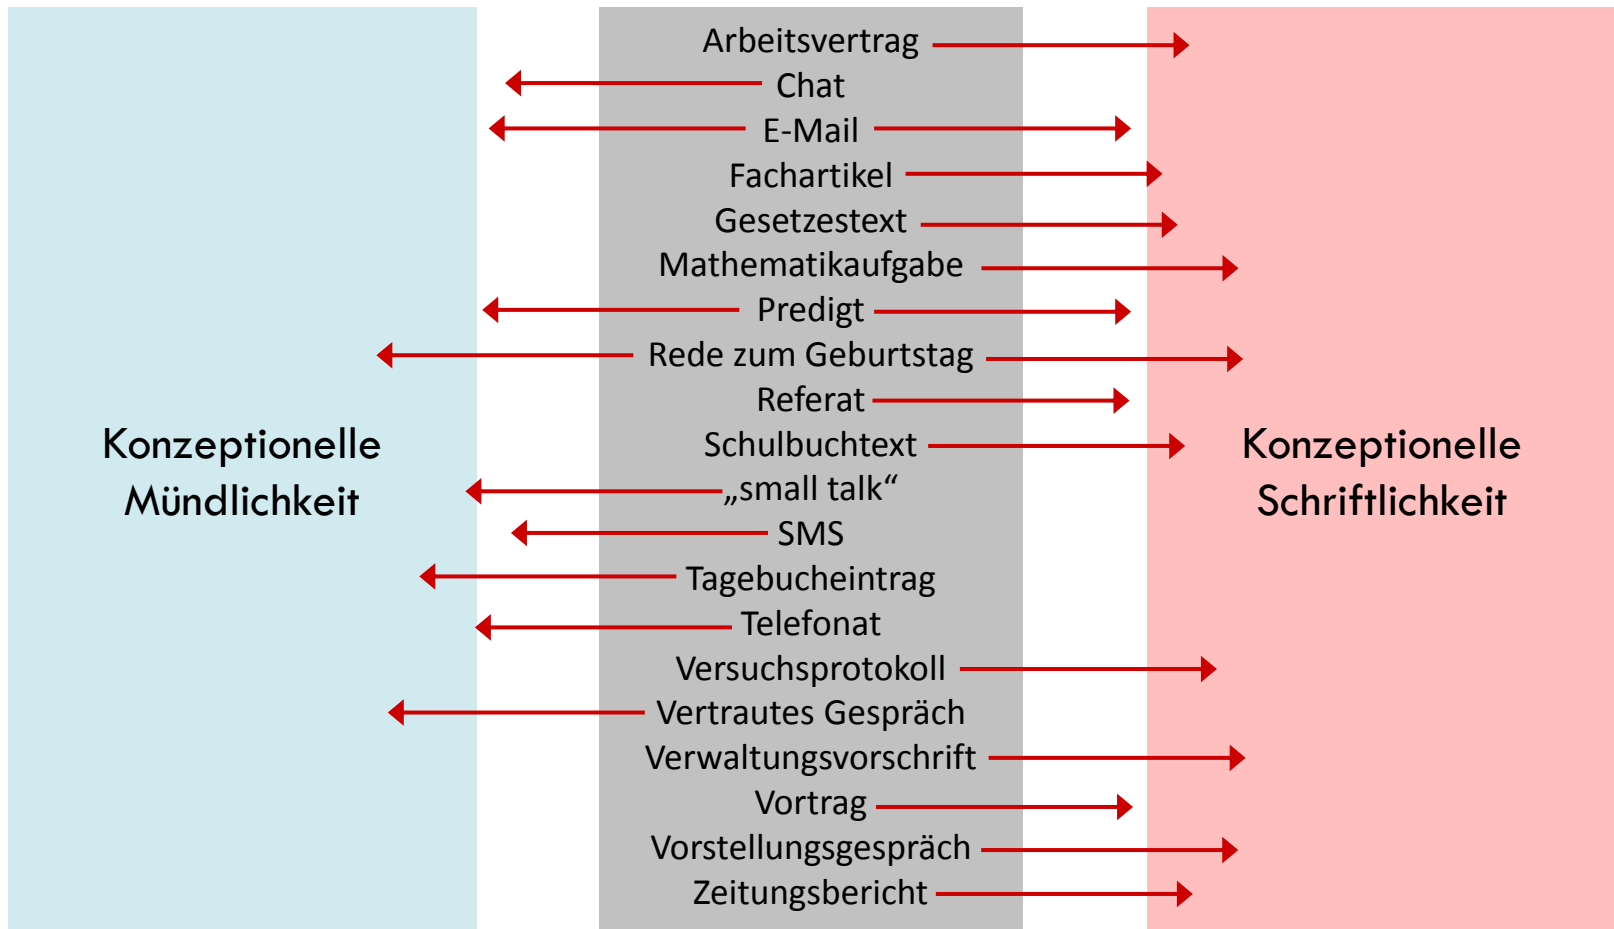 Arbeitsvertrag
Chat
E-Mail
Fachartikel
Gesetzestext
Mathematikaufgabe
Predigt
Rede zum Geburtstag
Referat
Schulbuchtext
„small talk“
SMS
Tagebucheintrag
Telefonat
Versuchsprotokoll
Vertrautes Gespräch
Verwaltungsvorschrift
Vortrag
Vorstellungsgespräch
Zeitungsbericht
Konzeptionelle
Mündlichkeit
Konzeptionelle
Schriftlichkeit